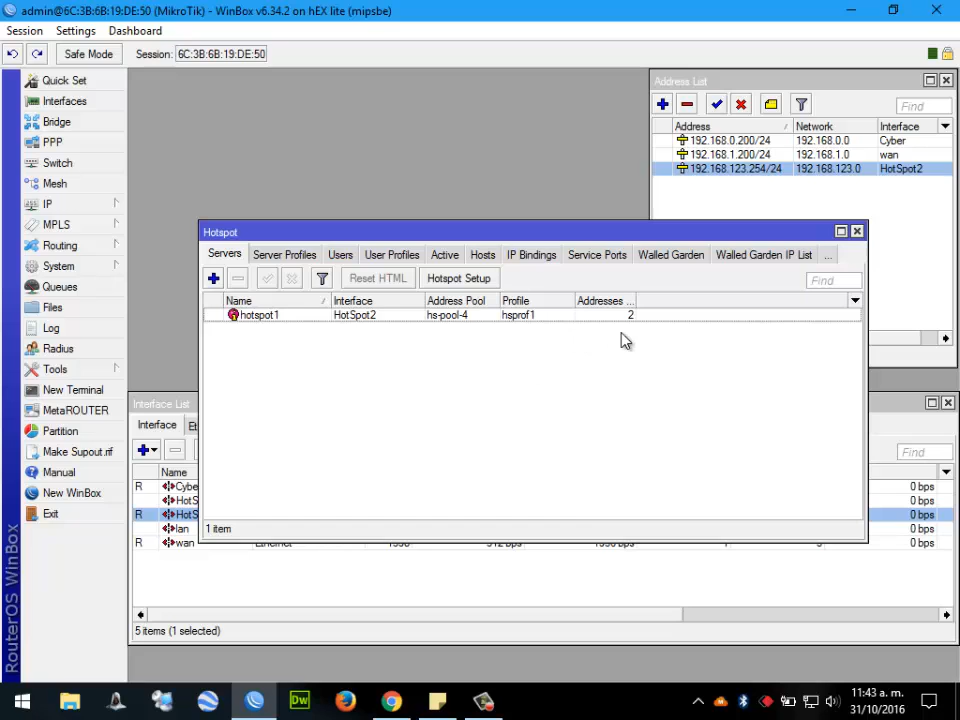 admin@6C:3B:6B:19:DE:50 (MikroTik) - WinBox v6.34.2 on hEX lite (mipsbe)
Session Settings Dashboard
Safe Mode Session: 6C:3B:6B:19:DE:50
Quick Set
Interfaces
Bridge
PPP
Switch
Mesh
IP
MPLS
Routing
System
Queues
Files
Log
Radius
Tools
New Terminal
MetaROUTER
Partition
Make Supout.rif
Manual
New WinBox
Exit
RouterOS WinBox
Address List
Find
Address Network Interface
192.168.0.200/24 192.168.0.0 Cyber
192.168.1.200/24 192.168.1.0 wan
192.168.123.254/24 192.168.123.0 HotSpot2
Hotspot
Servers Server Profiles Users User Profiles Active Hosts IP Bindings Service Ports Walled Garden Walled Garden IP List ...
Reset HTML Hotspot Setup Find
Name Interface Address Pool Profile Addresses ...
hotspot1 HotSpot2 hs-pool-4 hsprof1 2
1 item
Interface List
Interface
Find
Name
R Cybe 0 bps
HotS 0 bps
R HotS 0 bps
lan 0 bps
R wan 0 bps
5 items (1 selected)
11:43 a. m.
31/10/2016